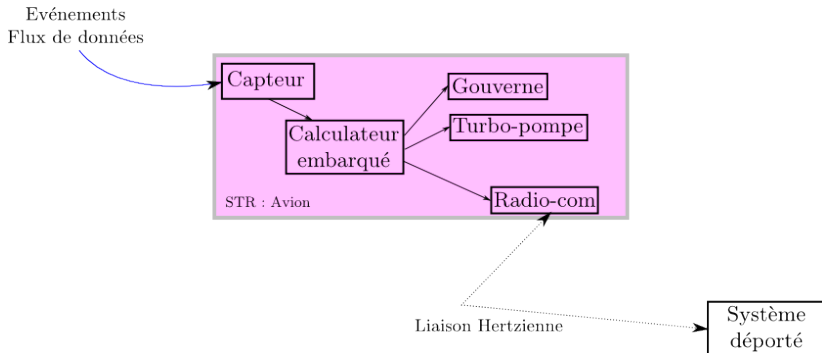 Evénements
Flux de données
Capteur
Gouverne
Turbo-pompe
Calculateur
embarqué
Radio-com
STR : Avion
Liaison Hertzienne
Système
déporté